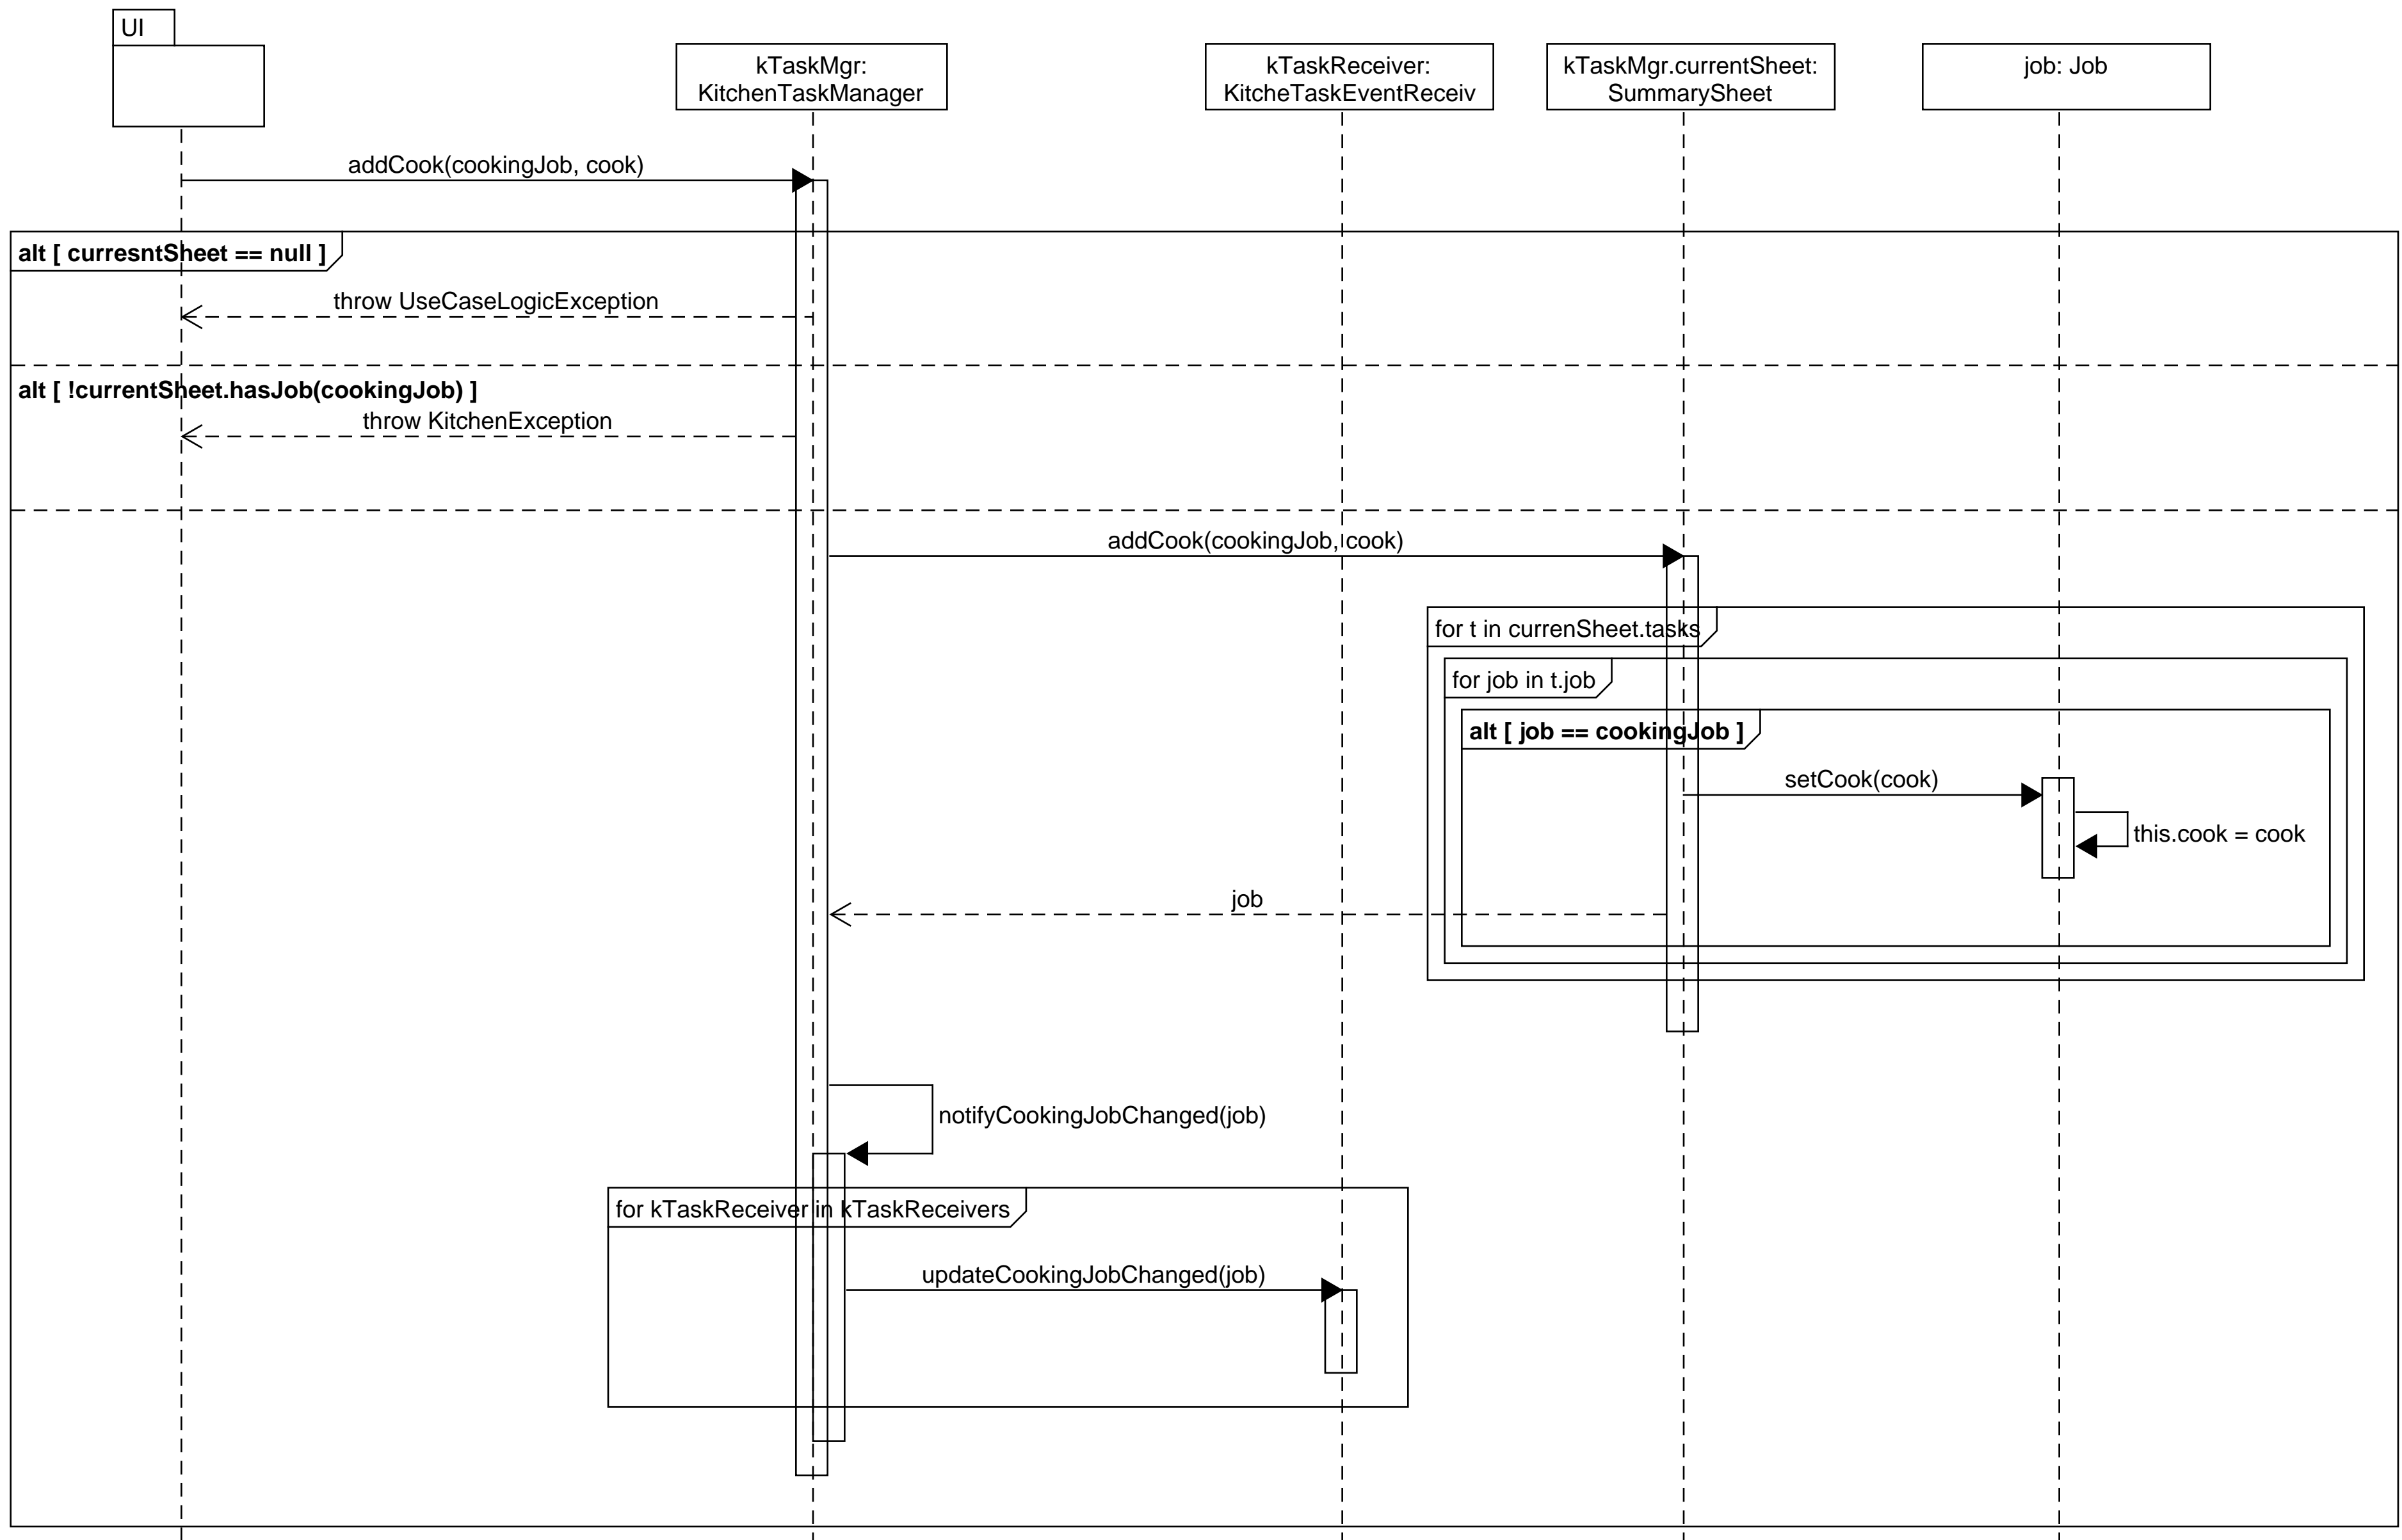 UI
kTaskMgr:
KitchenTaskManager
kTaskReceiver:
KitcheTaskEventReceiv
kTaskMgr.currentSheet:
SummarySheet
job: Job
addCook(cookingJob, cook)
alt [ curresntSheet == null ]
throw UseCaseLogicException
alt [ !currentSheet.hasJob(cookingJob) ]
throw KitchenException
addCook(cookingJob, cook)
for t in currenSheet.tasks
for job in t.job
alt [ job == cookingJob ]
setCook(cook)
this.cook = cook
job
notifyCookingJobChanged(job)
for kTaskReceiver in kTaskReceivers
updateCookingJobChanged(job)